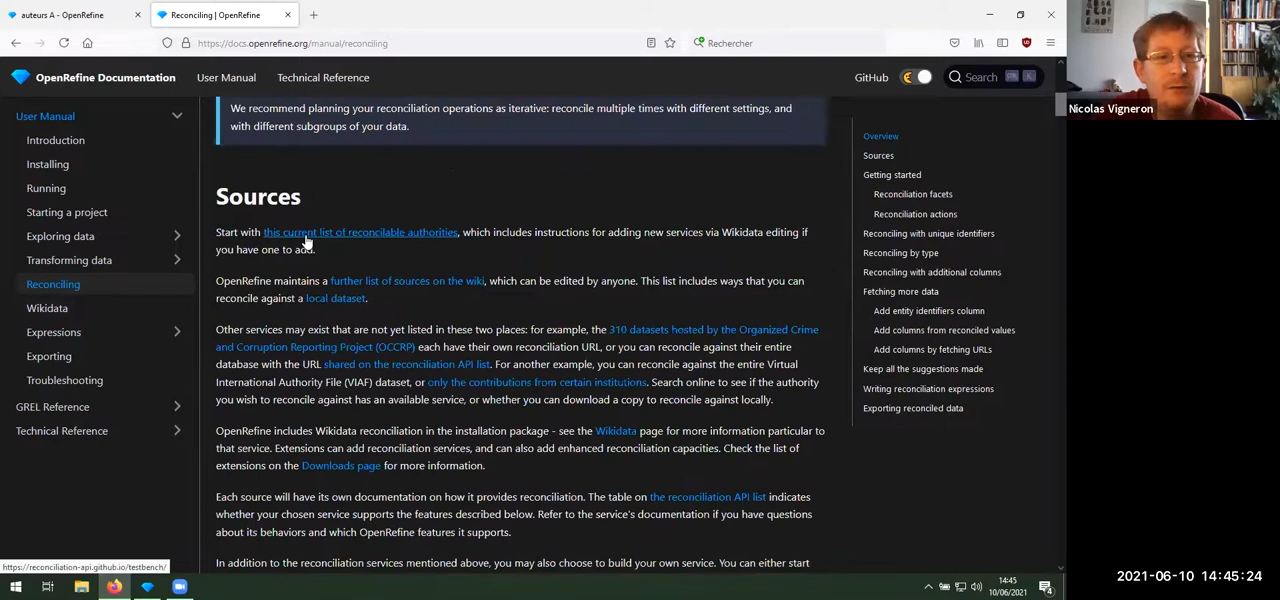 auteurs A - OpenRefine
Reconciling | OpenRefine
https://docs.openrefine.org/manual/reconciling
Rechercher
OpenRefine Documentation
User Manual
Technical Reference
GitHub
Search
K
Nicolas Vigneron
User Manual
Introduction
Installing
Running
Starting a project
Exploring data
Transforming data
Reconciling
Wikidata
Expressions
Exporting
Troubleshooting
GREL Reference
Technical Reference
We recommend planning your reconciliation operations as iterative: reconcile multiple times with different settings, and
with different subgroups of your data.
Sources
Start with this current list of reconcilable authorities, which includes instructions for adding new services via Wikidata editing if
you have one to add.
OpenRefine maintains a further list of sources on the wiki, which can be edited by anyone. This list includes ways that you can
reconcile against a local dataset.
Other services may exist that are not yet listed in these two places: for example, the 310 datasets hosted by the Organized Crime
and Corruption Reporting Project (OCCRP) each have their own reconciliation URL, or you can reconcile against their entire
database with the URL shared on the reconciliation API list. For another example, you can reconcile against the entire Virtual
International Authority File (VIAF) dataset, or only the contributions from certain institutions. Search online to see if the authority
you wish to reconcile against has an available service, or whether you can download a copy to reconcile against locally.
OpenRefine includes Wikidata reconciliation in the installation package - see the Wikidata page for more information particular to
that service. Extensions can add reconciliation services, and can also add enhanced reconciliation capacities. Check the list of
extensions on the Downloads page for more information.
Each source will have its own documentation on how it provides reconciliation. The table on the reconciliation API list indicates
whether your chosen service supports the features described below. Refer to the service's documentation if you have questions
about its behaviors and which OpenRefine features it supports.
In addition to the reconciliation services mentioned above, you may also choose to build your own service. You can either start
Overview
Sources
Getting started
Reconciliation facets
Reconciliation actions
Reconciling with unique identifiers
Reconciling by type
Reconciling with additional columns
Fetching more data
Add entity identifiers column
Add columns from reconciled values
Add columns by fetching URLs
Keep all the suggestions made
Writing reconciliation expressions
Exporting reconciled data
https://reconciliation-api.github.io/testbench/
14:45
10/06/2021
4
2021-06-10 14:45:24